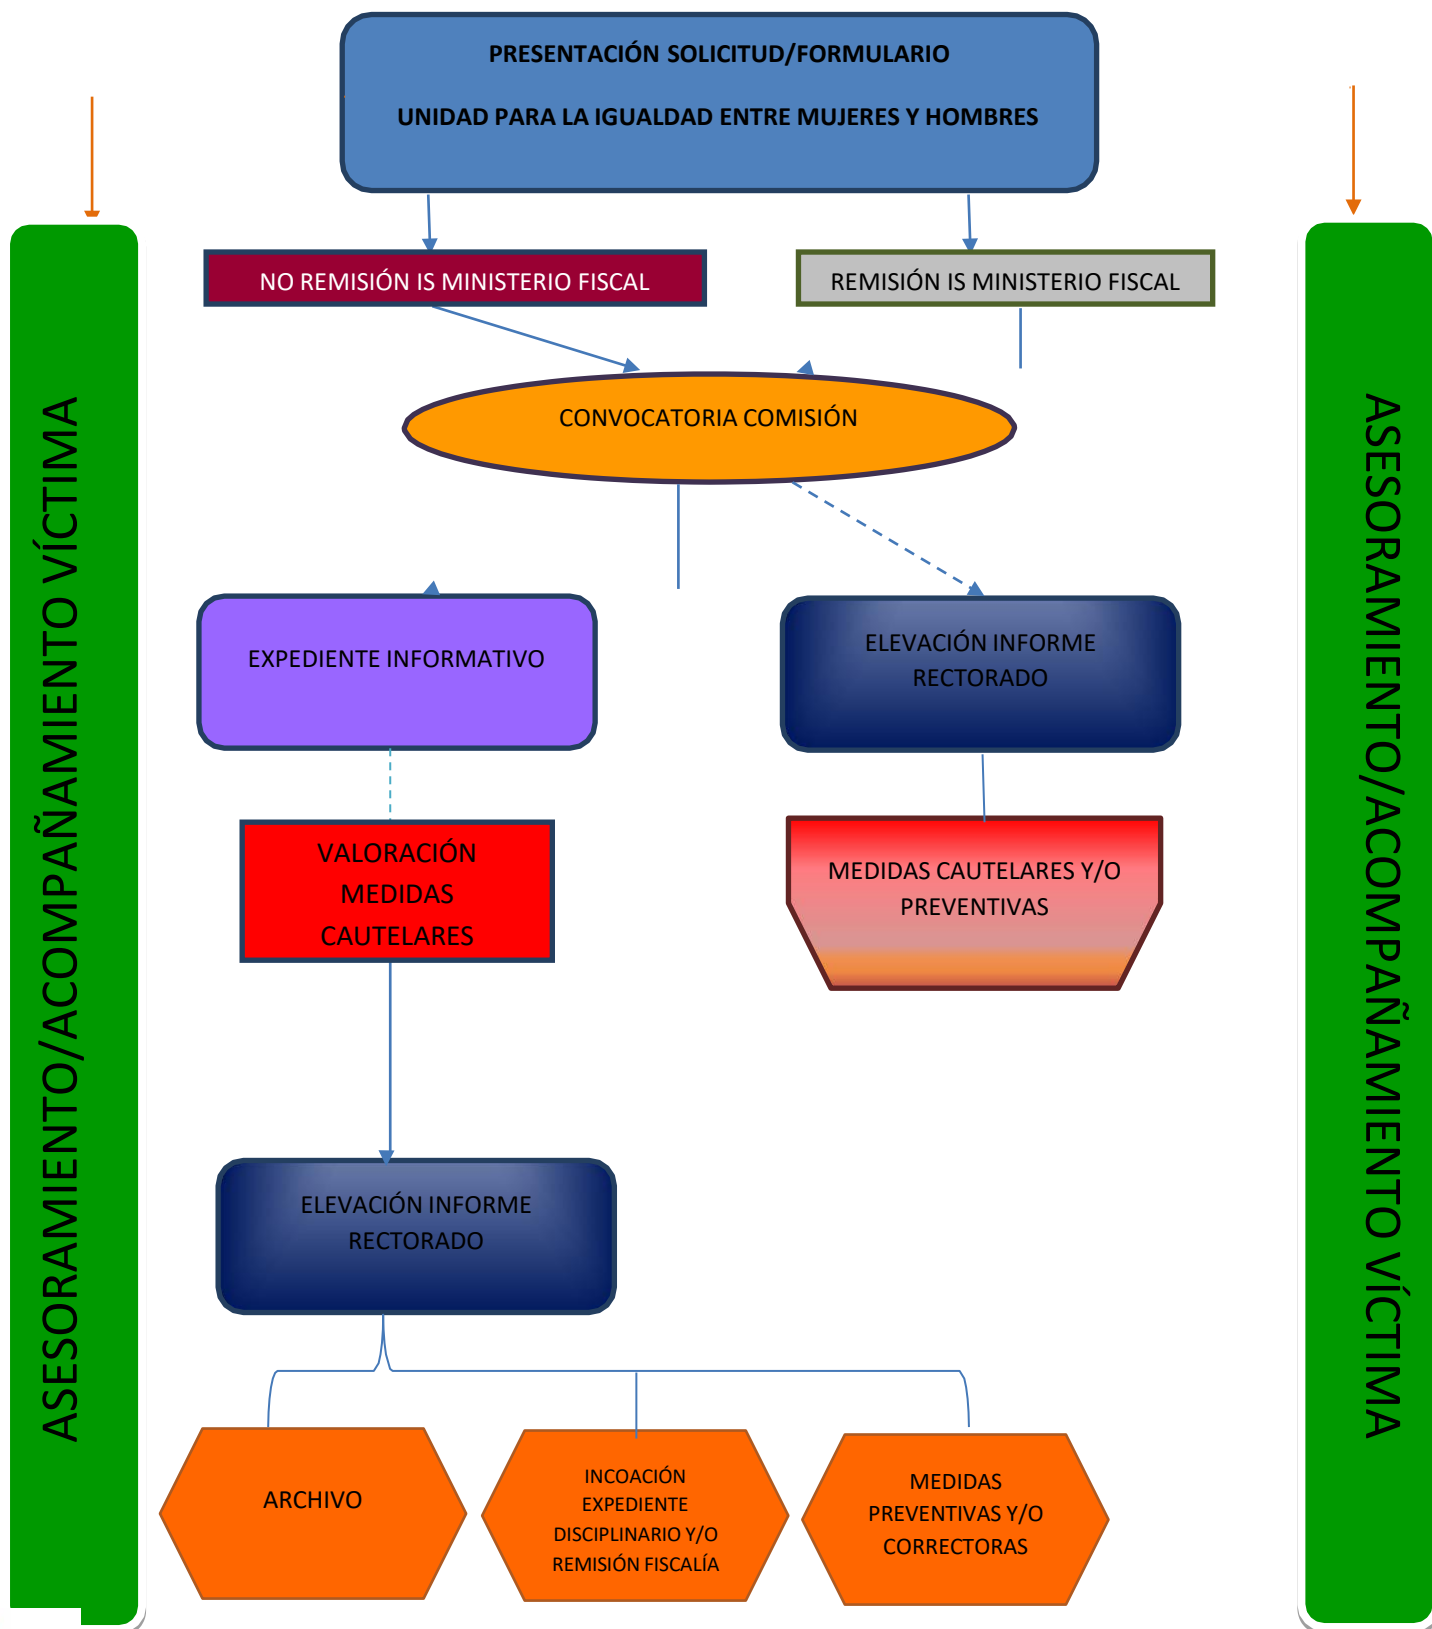 PRESENTACIÓN SOLICITUD/FORMULARIO
UNIDAD PARA LA IGUALDAD ENTRE MUJERES Y HOMBRES
NO REMISIÓN IS MINISTERIO FISCAL
REMISIÓN IS MINISTERIO FISCAL
CONVOCATORIA COMISIÓN
ASESORAMIENTO/ACOMPAÑAMIENTO VÍCTIMA
ASESORAMIENTO/ACOMPAÑAMIENTO VÍCTIMA
EXPEDIENTE INFORMATIVO
ELEVACIÓN INFORME
RECTORADO
VALORACIÓN
MEDIDAS
CAUTELARES
MEDIDAS CAUTELARES Y/O
PREVENTIVAS
ELEVACIÓN INFORME
RECTORADO
ARCHIVO
INCOACIÓN
EXPEDIENTE
DISCIPLINARIO Y/O
REMISIÓN FISCALÍA
MEDIDAS
PREVENTIVAS Y/O
CORRECTORAS